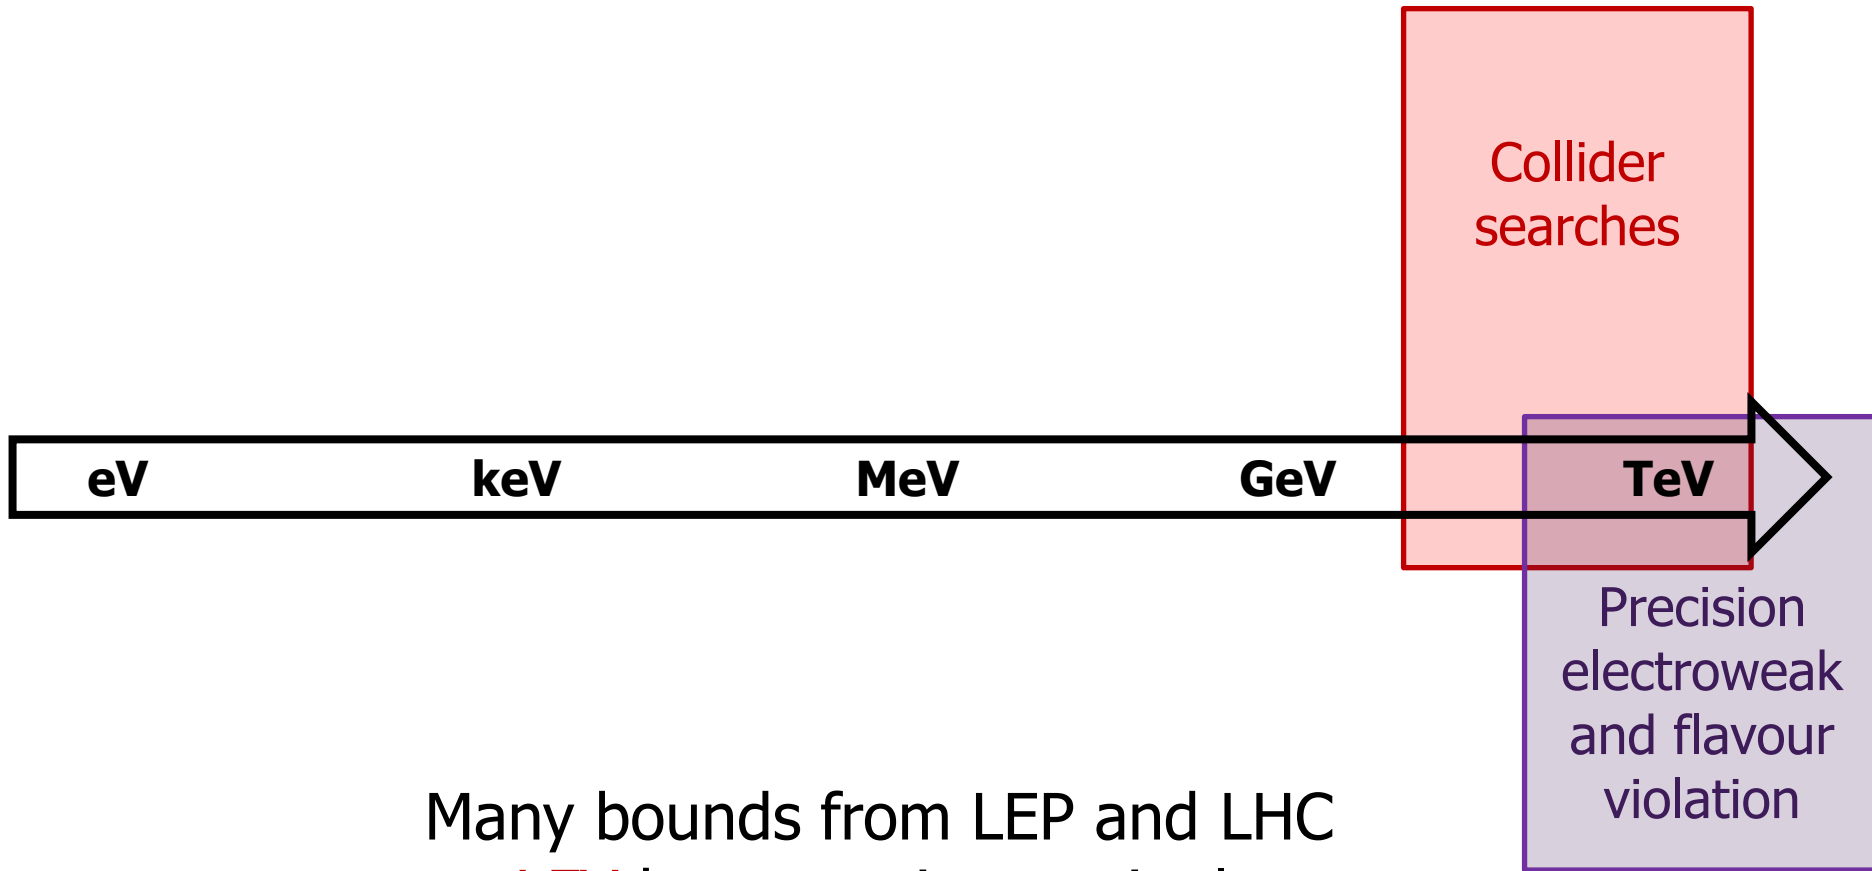 Collider
searches
eV keV MeV GeV TeV
Precision
electroweak
and flavour
violation
Many bounds from LEP and LHC